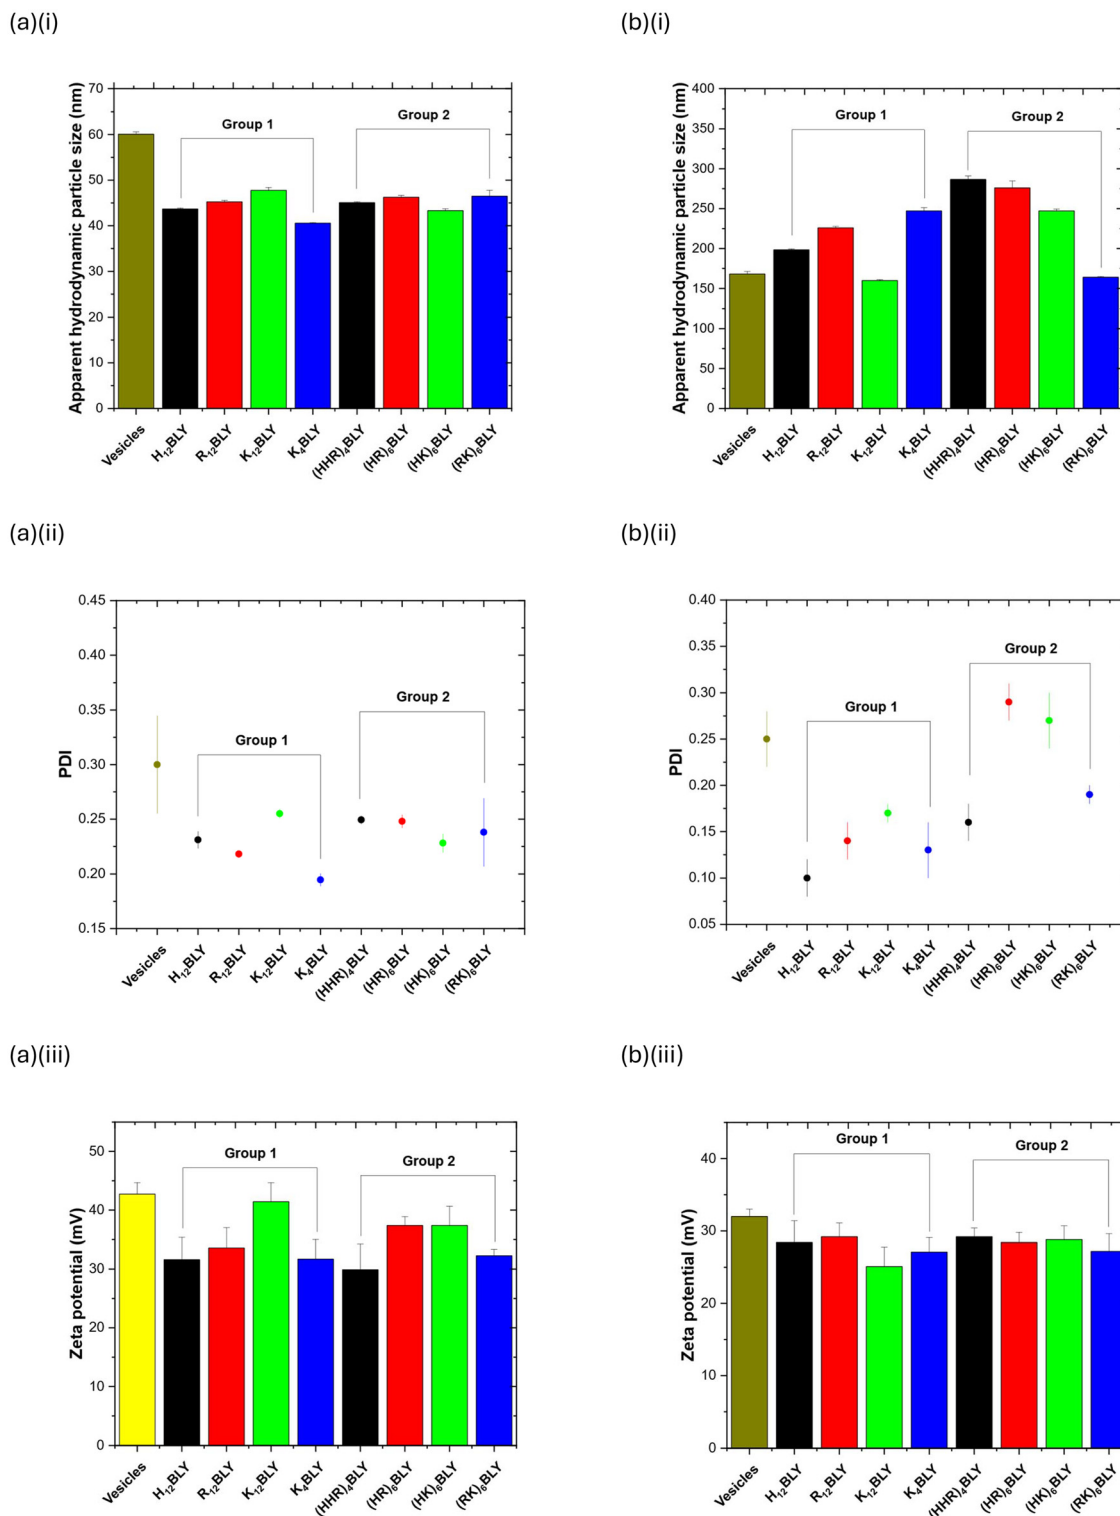 (a)(i)
Apparent hydrodynamic particle size (nm)
70
60
50
40
30
20
10
0
Group 1
Group 2
Vesicles
H₁₂BLY
R₁₂BLY
K₁₂BLY
K₄BLY
(HHR)₄BLY
(HR)₆BLY
(HK)₆BLY
(RK)₆BLY
(b)(i)
Apparent hydrodynamic particle size (nm)
400
350
300
250
200
150
100
50
0
Group 1
Group 2
Vesicles
H₁₂BLY
R₁₂BLY
K₁₂BLY
K₄BLY
(HHR)₄BLY
(HR)₆BLY
(HK)₆BLY
(RK)₆BLY
(a)(ii)
PDI
0.45
0.40
0.35
0.30
0.25
0.20
0.15
Group 1
Group 2
Vesicles
H₁₂BLY
R₁₂BLY
K₁₂BLY
K₄BLY
(HHR)₄BLY
(HR)₆BLY
(HK)₆BLY
(RK)₆BLY
(b)(ii)
PDI
0.40
0.35
0.30
0.25
0.20
0.15
0.10
0.05
Group 1
Group 2
Vesicles
H₁₂BLY
R₁₂BLY
K₁₂BLY
K₄BLY
(HHR)₄BLY
(HR)₆BLY
(HK)₆BLY
(RK)₆BLY
(a)(iii)
Zeta potential (mV)
50
40
30
20
10
0
Group 1
Group 2
Vesicles
H₁₂BLY
R₁₂BLY
K₁₂BLY
K₄BLY
(HHR)₄BLY
(HR)₆BLY
(HK)₆BLY
(RK)₆BLY
(b)(iii)
Zeta potential (mV)
40
30
20
10
0
Group 1
Group 2
Vesicles
H₁₂BLY
R₁₂BLY
K₁₂BLY
K₄BLY
(HHR)₄BLY
(HR)₆BLY
(HK)₆BLY
(RK)₆BLY